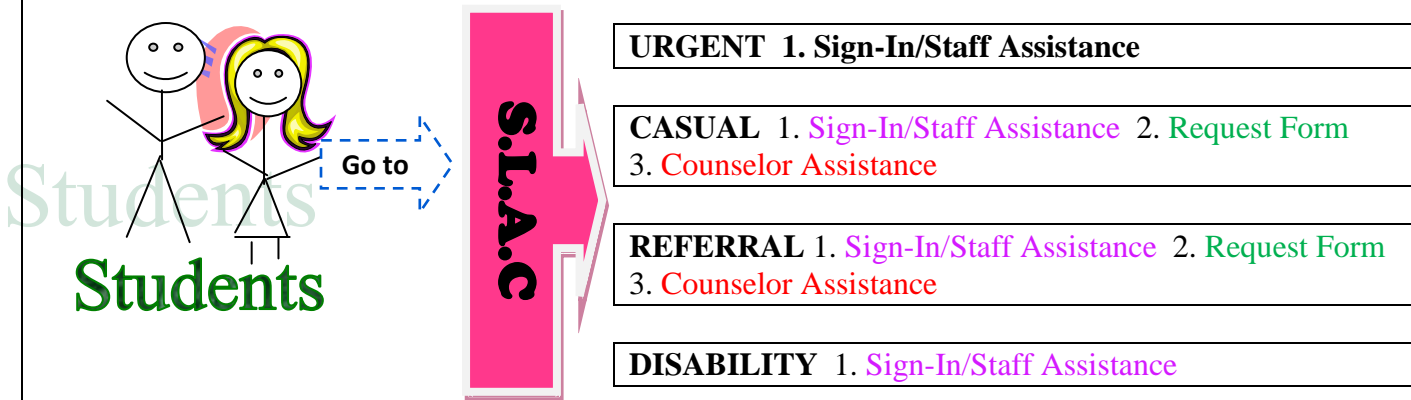 Students
Students
Go to
S.L.A.C
URGENT 1. Sign-In/Staff Assistance
CASUAL 1. Sign-In/Staff Assistance 2. Request Form
3. Counselor Assistance
REFERRAL 1. Sign-In/Staff Assistance 2. Request Form
3. Counselor Assistance
DISABILITY 1. Sign-In/Staff Assistance